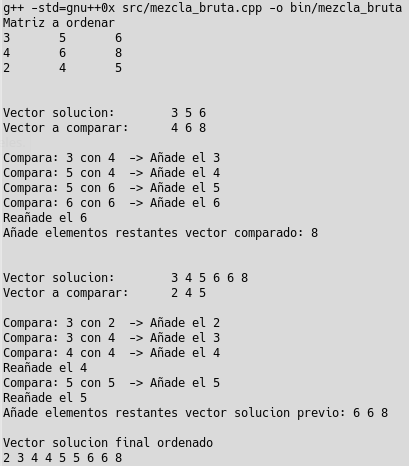 g++ -std=gnu++0x src/mezcla_bruta.cpp -o bin/mezcla_bruta
Matriz a ordenar
3 5 6
4 6 8
2 4 5
Vector solucion: 3 5 6
Vector a comparar: 4 6 8
Compara: 3 con 4 -> Añade el 3
Compara: 5 con 4 -> Añade el 4
Compara: 5 con 6 -> Añade el 5
Compara: 6 con 6 -> Añade el 6
Reañade el 6
Añade elementos restantes vector comparado: 8
Vector solucion: 3 4 5 6 6 8
Vector a comparar: 2 4 5
Compara: 3 con 2 -> Añade el 2
Compara: 3 con 4 -> Añade el 3
Compara: 4 con 4 -> Añade el 4
Reañade el 4
Compara: 5 con 5 -> Añade el 5
Reañade el 5
Añade elementos restantes vector solucion previo: 6 6 8
Vector solucion final ordenado
2 3 4 4 5 5 6 6 8